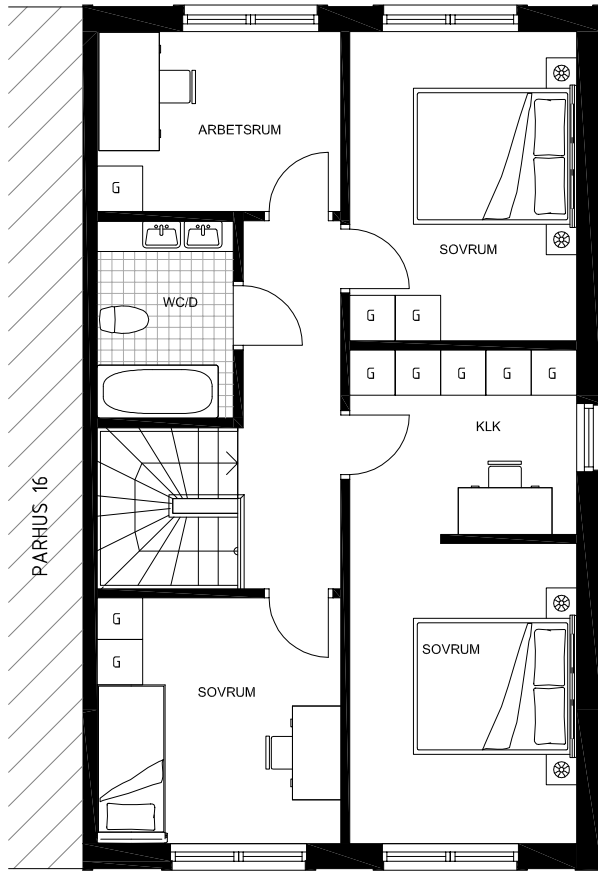 ARBETSRUM
G
SOVRUM
WC/D
G G
G G G G G
KLK
PARHUS 16
G
G
SOVRUM
SOVRUM